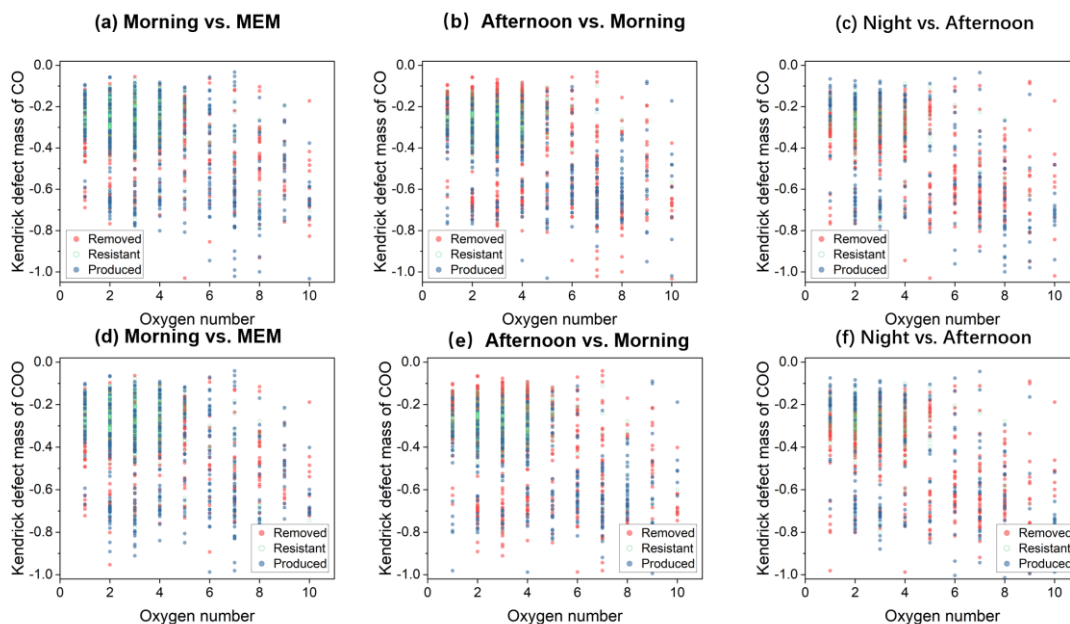 (a) Morning vs. MEM
(b) Afternoon vs. Morning
(c) Night vs. Afternoon
Kendrick defect mass of CO
0.0
-0.2
-0.4
-0.6
-0.8
-1.0
Removed
Resistant
Produced
0 2 4 6 8 10
Oxygen number
Kendrick defect mass of CO
0.0
-0.2
-0.4
-0.6
-0.8
-1.0
Removed
Resistant
Produced
0 2 4 6 8 10
Oxygen number
Kendrick defect mass of CO
0.0
-0.2
-0.4
-0.6
-0.8
-1.0
Removed
Resistant
Produced
0 2 4 6 8 10
Oxygen number
(d) Morning vs. MEM
(e) Afternoon vs. Morning
(f) Night vs. Afternoon
Kendrick defect mass of COO
0.0
-0.2
-0.4
-0.6
-0.8
-1.0
Removed
Resistant
Produced
0 2 4 6 8 10
Oxygen number
Kendrick defect mass of COO
0.0
-0.2
-0.4
-0.6
-0.8
-1.0
Removed
Resistant
Produced
0 2 4 6 8 10
Oxygen number
Kendrick defect mass of COO
0.0
-0.2
-0.4
-0.6
-0.8
-1.0
Removed
Resistant
Produced
0 2 4 6 8 10
Oxygen number